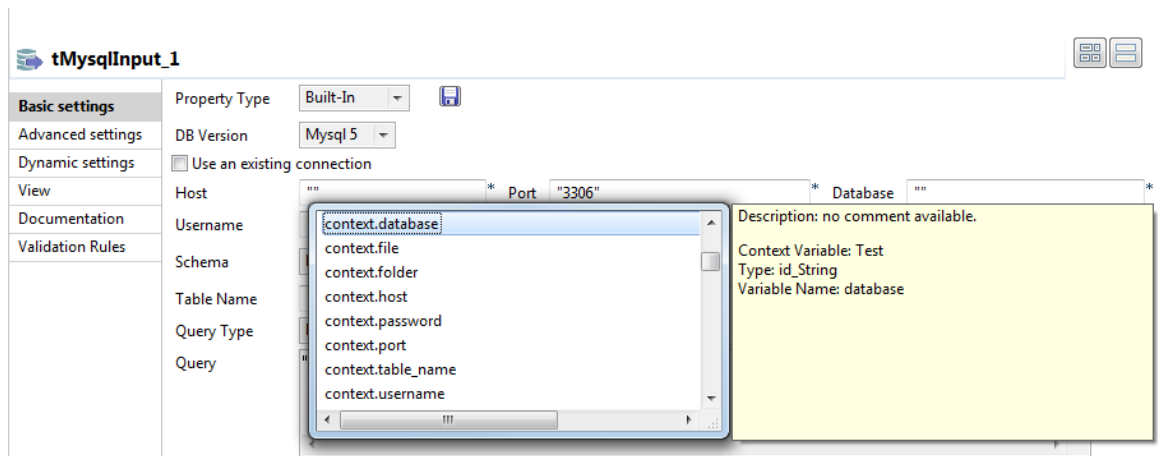 tMysqlInput_1
Basic settings
Advanced settings
Dynamic settings
View
Documentation
Validation Rules
Property Type Built-In
DB Version Mysql 5
Use an existing connection
Host "" * Port "3306" * Database "" *
Username
Schema
Table Name
Query Type
Query "
context.database
context.file
context.folder
context.host
context.password
context.port
context.table_name
context.username
Description: no comment available.
Context Variable: Test
Type: id_String
Variable Name: database